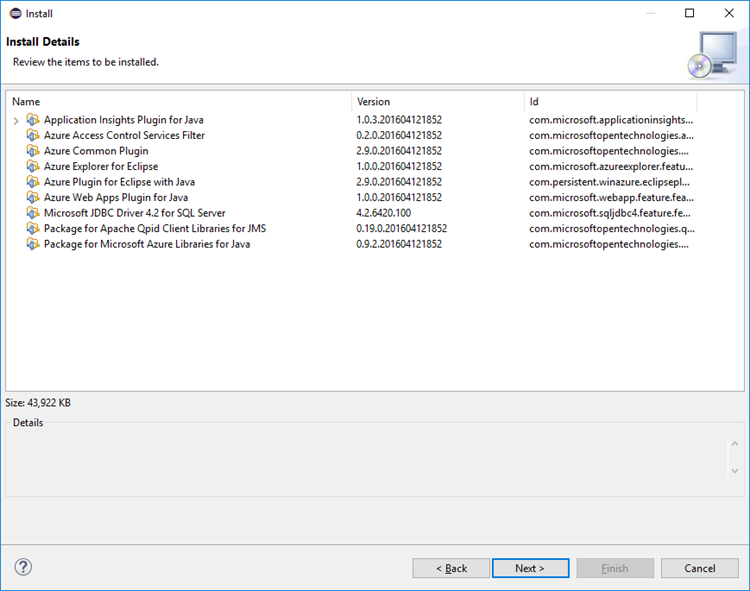 Install
Install Details
Review the items to be installed.
Name Version Id
Application Insights Plugin for Java 1.0.3.201604121852 com.microsoft.applicationinsights...
Azure Access Control Services Filter 0.2.0.201604121852 com.microsoftopentechnologies.a...
Azure Common Plugin 2.9.0.201604121852 com.microsoftopentechnologies....
Azure Explorer for Eclipse 1.0.0.201604121852 com.microsoft.azureexplorer.featu...
Azure Plugin for Eclipse with Java 2.9.0.201604121852 com.persistent.winazure.eclipsepl...
Azure Web Apps Plugin for Java 1.0.0.201604121852 com.microsoft.webapp.feature.fea...
Microsoft JDBC Driver 4.2 for SQL Server 4.2.6420.100 com.microsoft.sqljdbc4.feature.fe...
Package for Apache Qpid Client Libraries for JMS 0.19.0.201604121852 com.microsoftopentechnologies.q...
Package for Microsoft Azure Libraries for Java 0.9.2.201604121852 com.microsoftopentechnologies....
Size: 43,922 KB
Details
? < Back Next > Finish Cancel